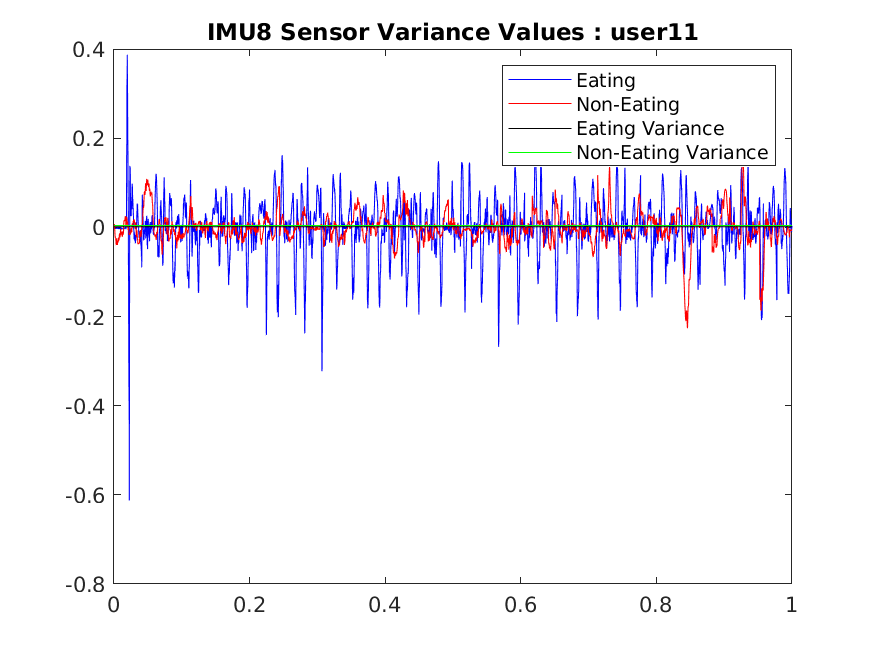 IMU8 Sensor Variance Values : user11
0.4
Eating
Non-Eating
Eating Variance
Non-Eating Variance
0.2
0
-0.2
-0.4
-0.6
-0.8
0 0.2 0.4 0.6 0.8 1